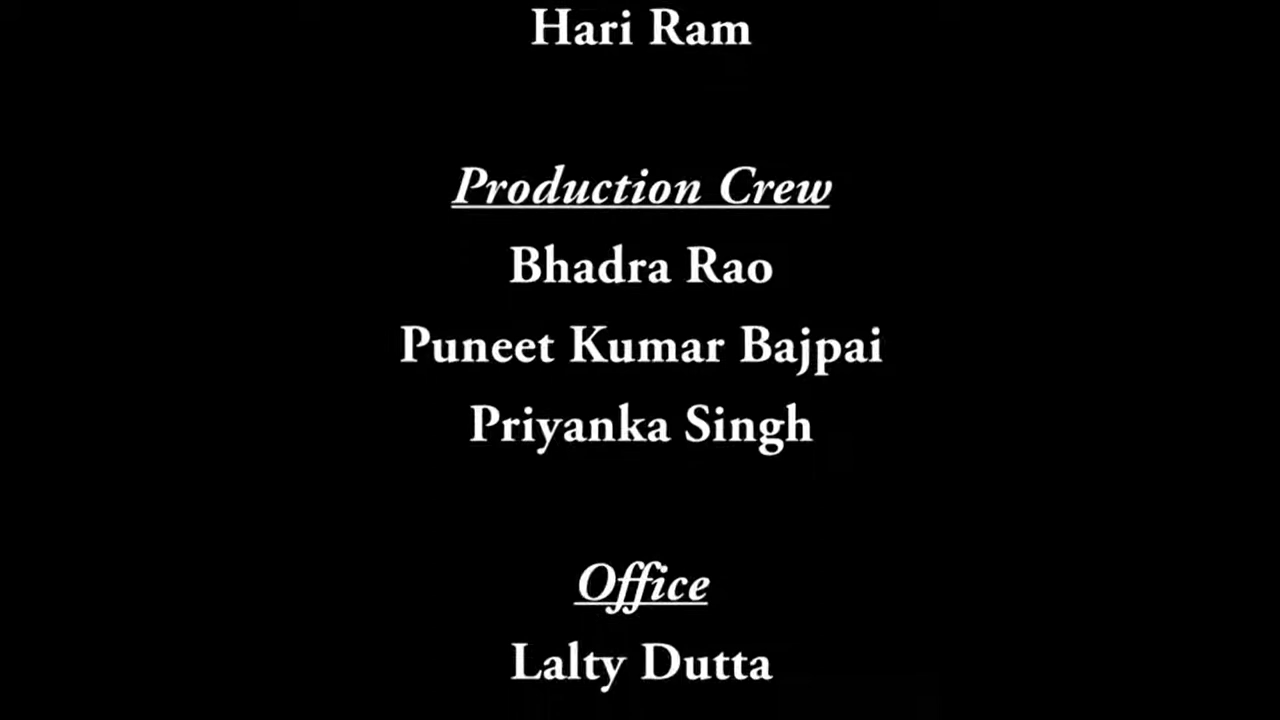 Hari Ram
Production Crew
Bhadra Rao
Puneet Kumar Bajpai
Priyanka Singh
Office
Lalty Dutta